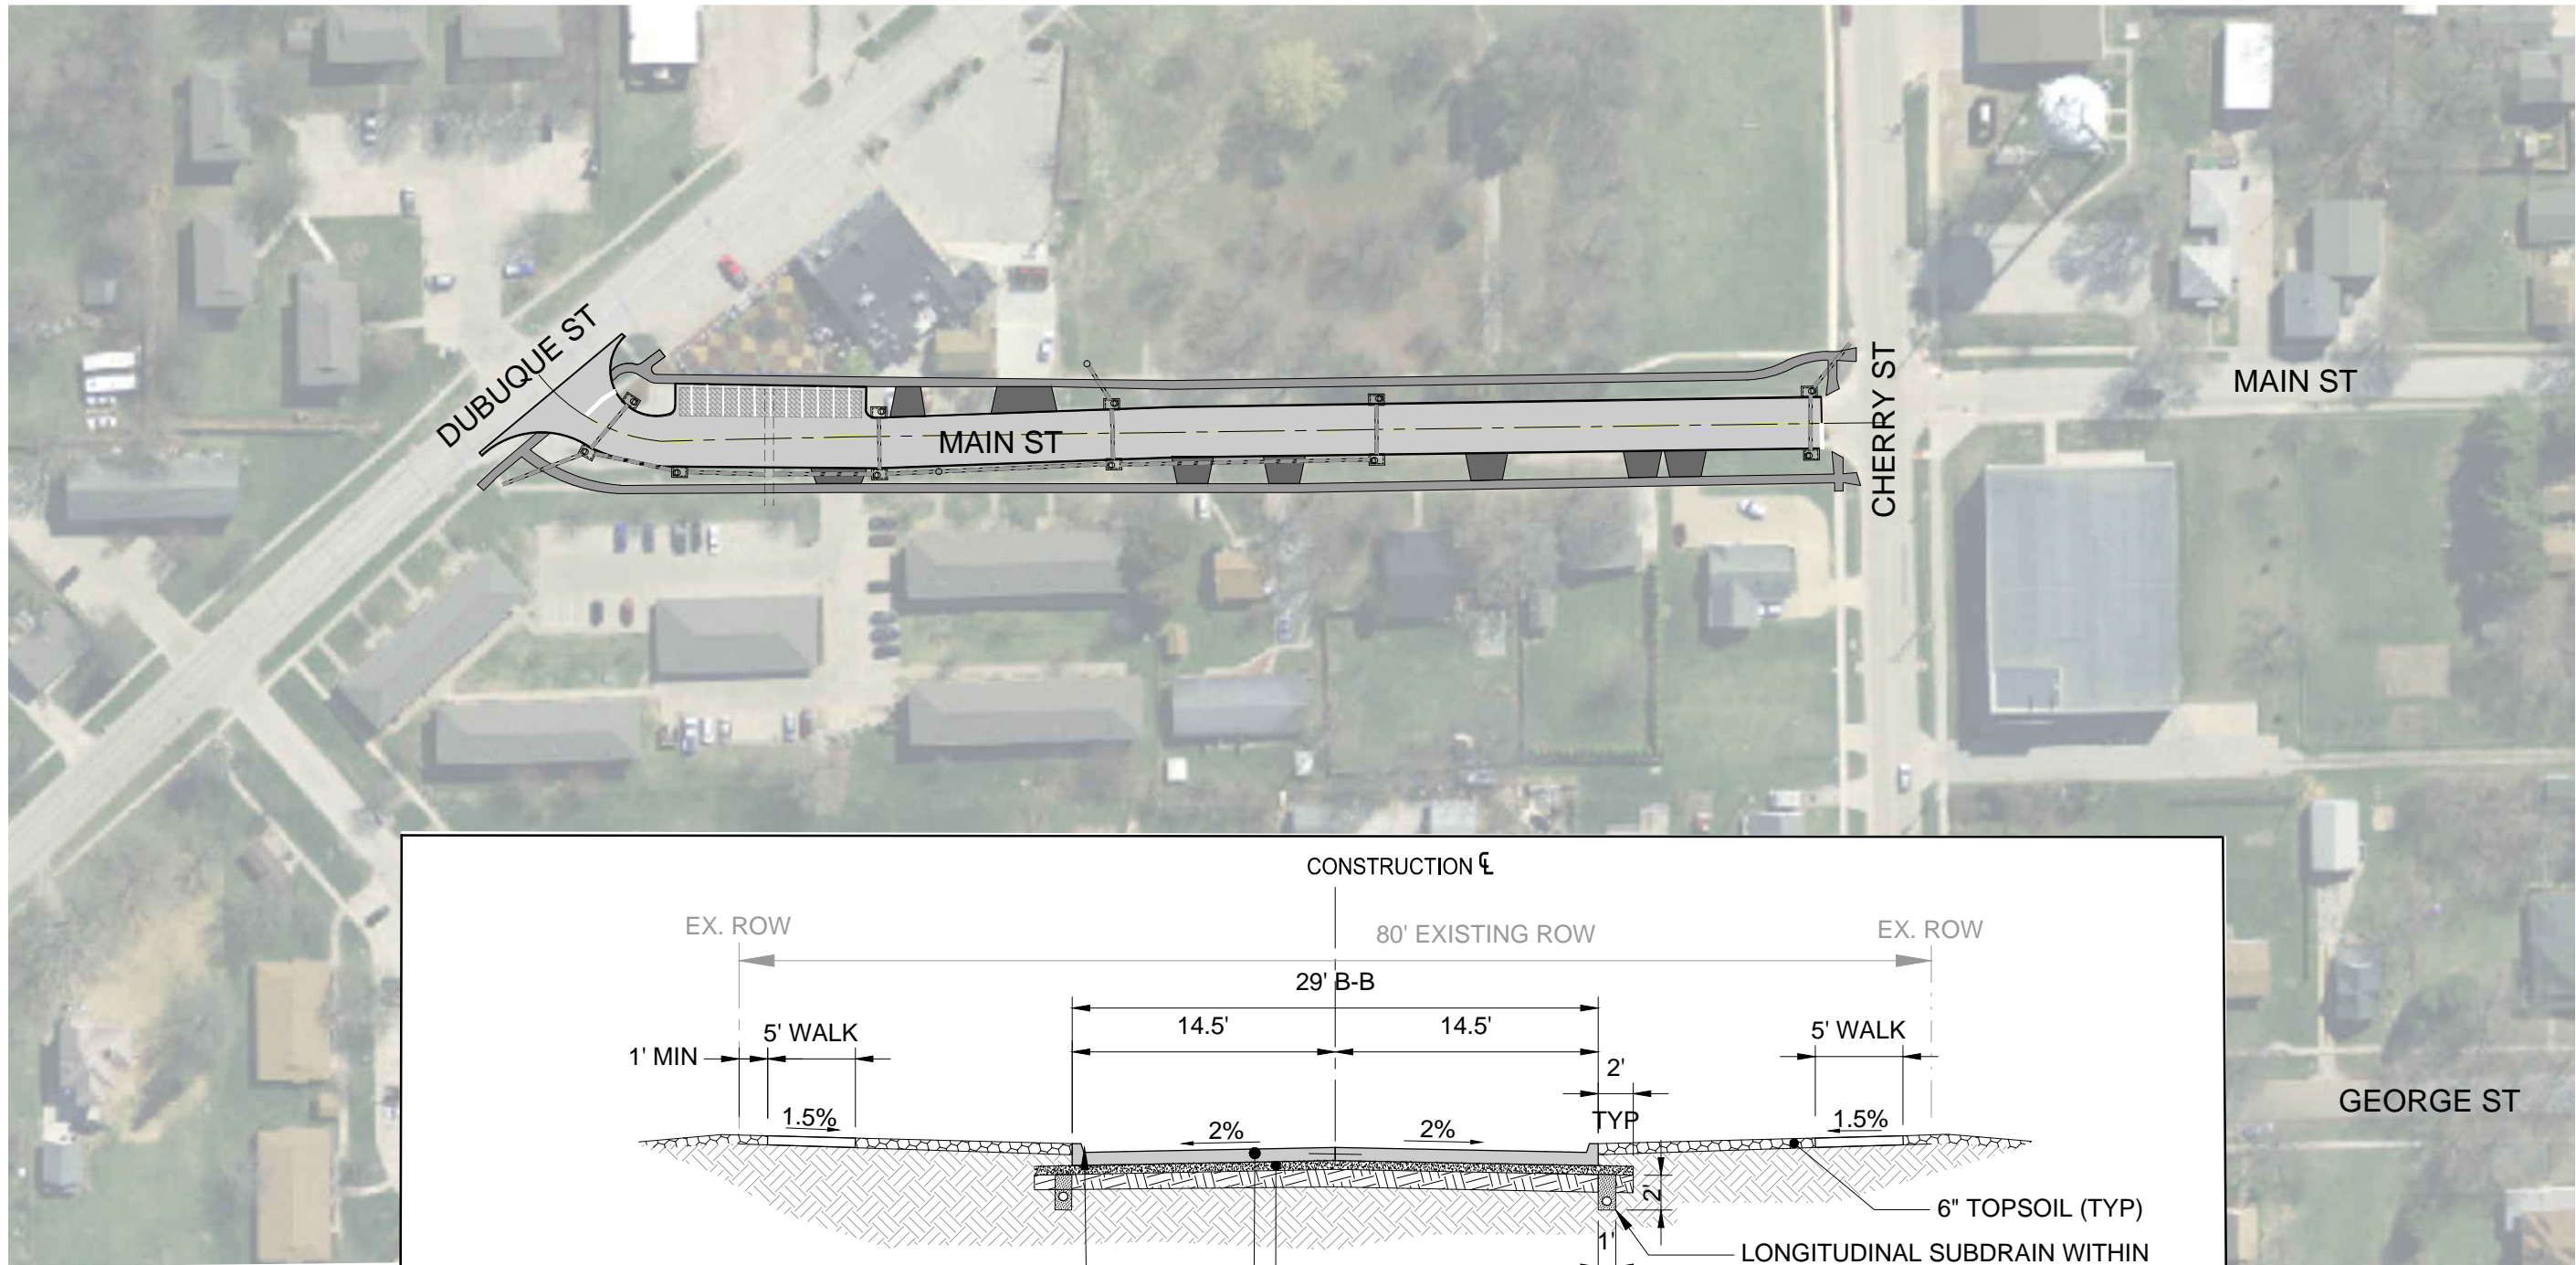 DUBUQUE ST
MAIN ST
CHERRY ST
MAIN ST
CONSTRUCTION ℄
EX. ROW
80' EXISTING ROW
EX. ROW
29' B-B
14.5'
14.5'
5' WALK
5' WALK
1' MIN
2'
TYP
1.5%
2%
2%
1.5%
GEORGE ST
2'
6" TOPSOIL (TYP)
1'
LONGITUDINAL SUBDRAIN WITHIN